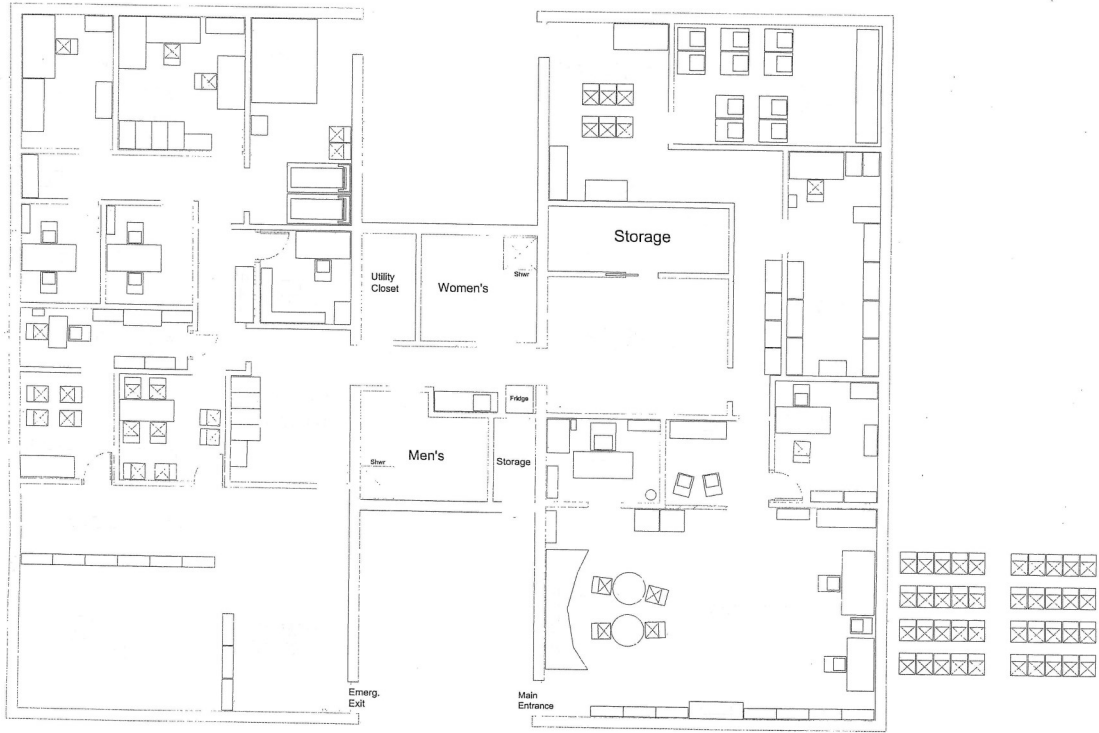 Storage
Utility
Closet
Women's
Shwr
Fridge
Men's
Shwr
Storage
Emerg.
Exit
Main
Entrance